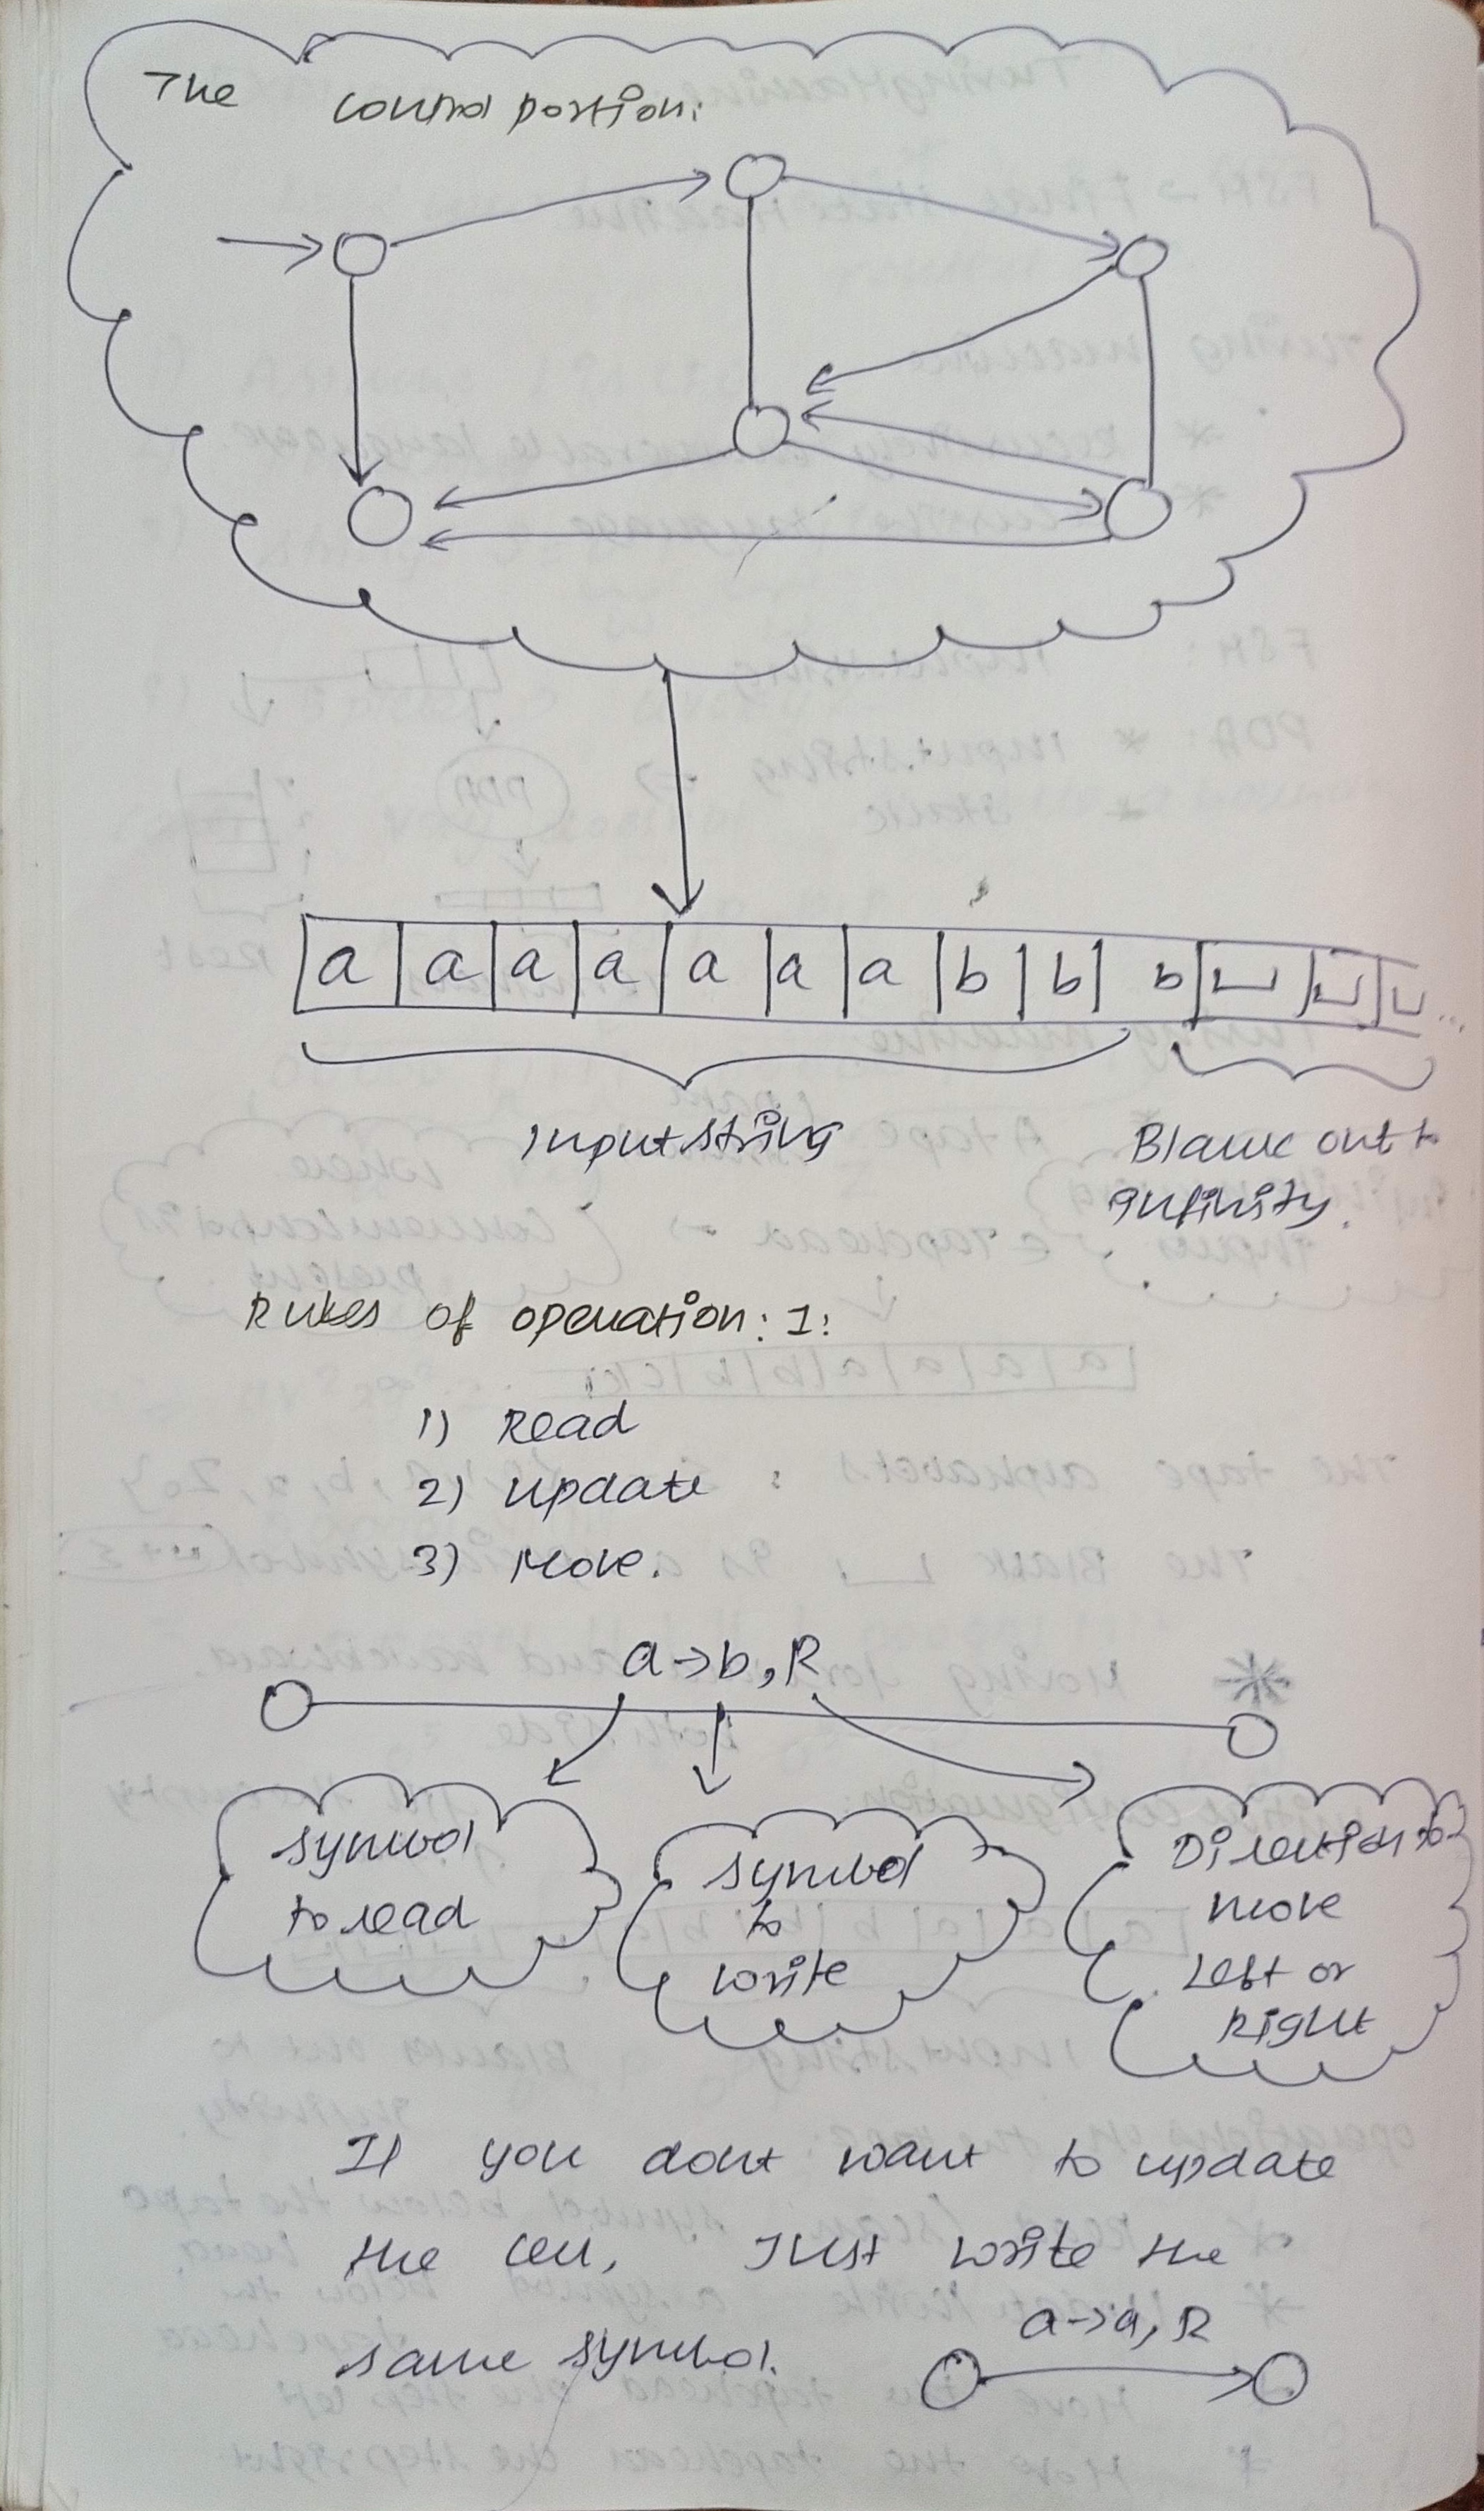 The control portion:
a a a a a a a b b b ⊔ ⊔ ⊔ ...
Input string
Blank out to
Infinity.
Rules of operation: 1:
1) Read
2) update
3) Move.
a→b, R
symbol
to read
symbol
to
write
Direction to
move
Left or
Right
If you dont want to update
the cell, Just write the
same symbol.
a→a, R